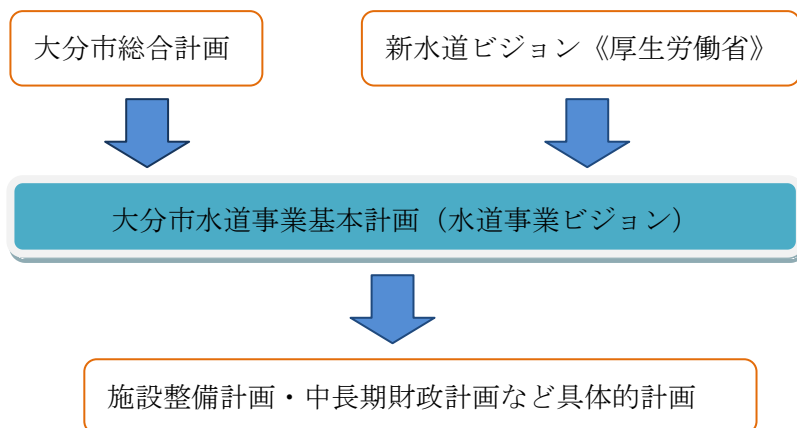 大分市総合計画
新水道ビジョン《厚生労働省》
大分市水道事業基本計画（水道事業ビジョン）
施設整備計画・中長期財政計画など具体的計画